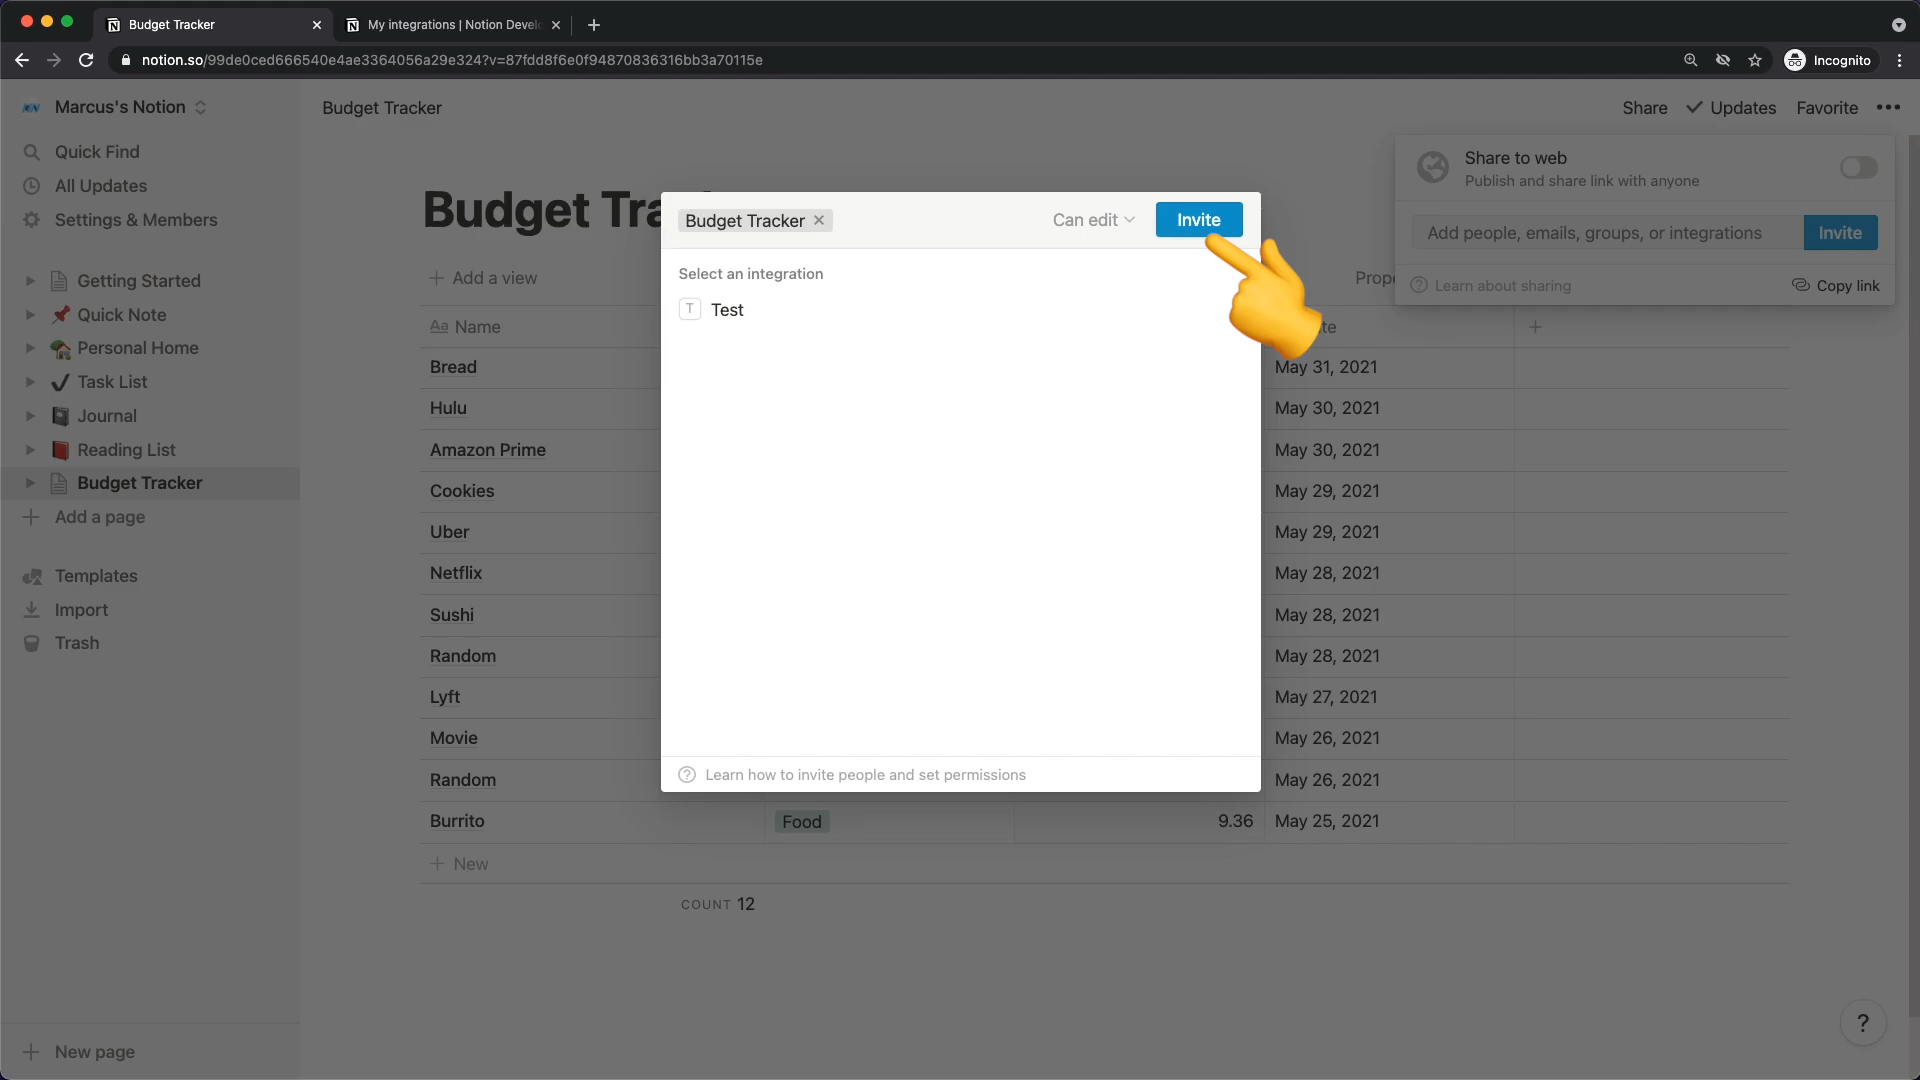 Budget Tracker
My integrations | Notion Develo
notion.so/99de0ced666540e4ae3364056a29e324?v=87fdd8f6e0f94870836316bb3a70115e
Incognito
Marcus's Notion
Budget Tracker
Share
Updates
Favorite
Quick Find
All Updates
Settings & Members
Getting Started
Quick Note
Personal Home
Task List
Journal
Reading List
Budget Tracker
Add a page
Templates
Import
Trash
New page
Share to web
Publish and share link with anyone
Add people, emails, groups, or integrations
Invite
Learn about sharing
Copy link
Budget Tra
Add a view
Prope
Budget Tracker
Can edit
Invite
Select an integration
T Test
Learn how to invite people and set permissions
Aa Name
te
Bread
May 31, 2021
Hulu
May 30, 2021
Amazon Prime
May 30, 2021
Cookies
May 29, 2021
Uber
May 29, 2021
Netflix
May 28, 2021
Sushi
May 28, 2021
Random
May 28, 2021
Lyft
May 27, 2021
Movie
May 26, 2021
Random
May 26, 2021
Burrito
Food
9.36
May 25, 2021
New
COUNT 12
?